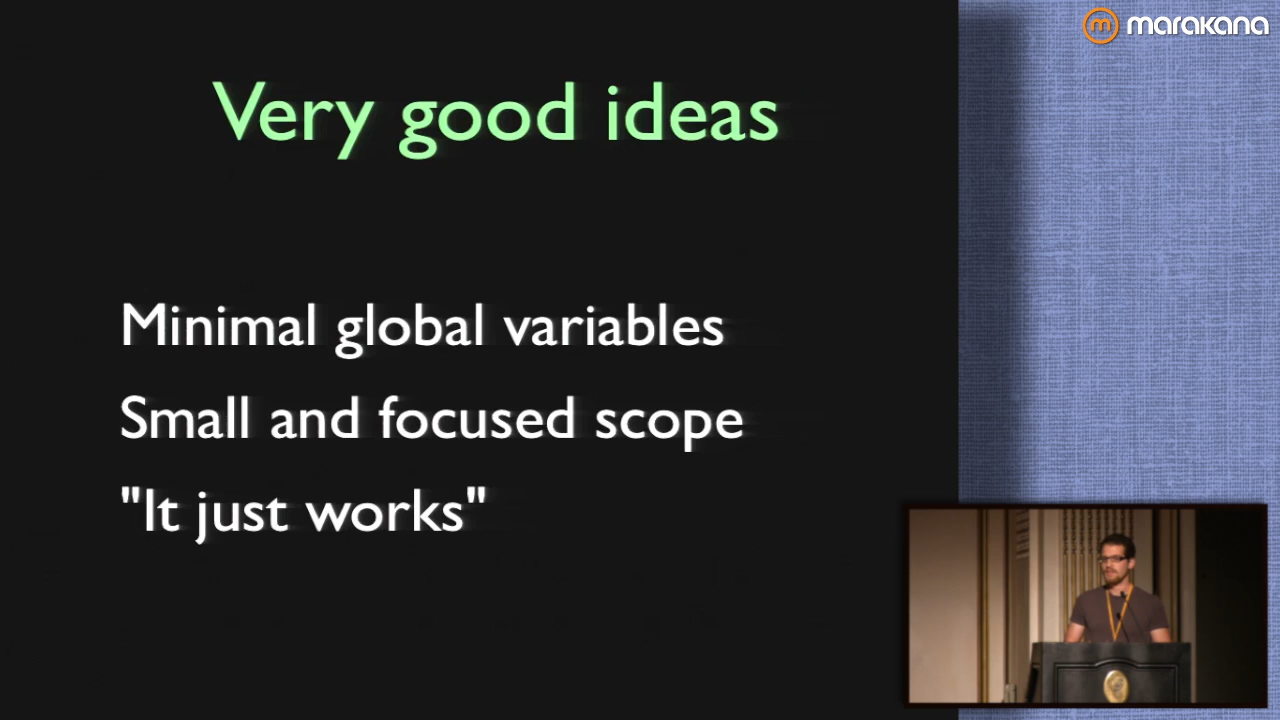 marakana
Very good ideas
Minimal global variables
Small and focused scope
"It just works"